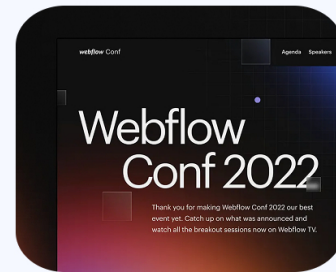 webflow Conf
Agenda Speakers
Webflow
Conf 2022
Thank you for making Webflow Conf 2022 our best
event yet. Catch up on what was announced and
watch all the breakout sessions now on Webflow TV.